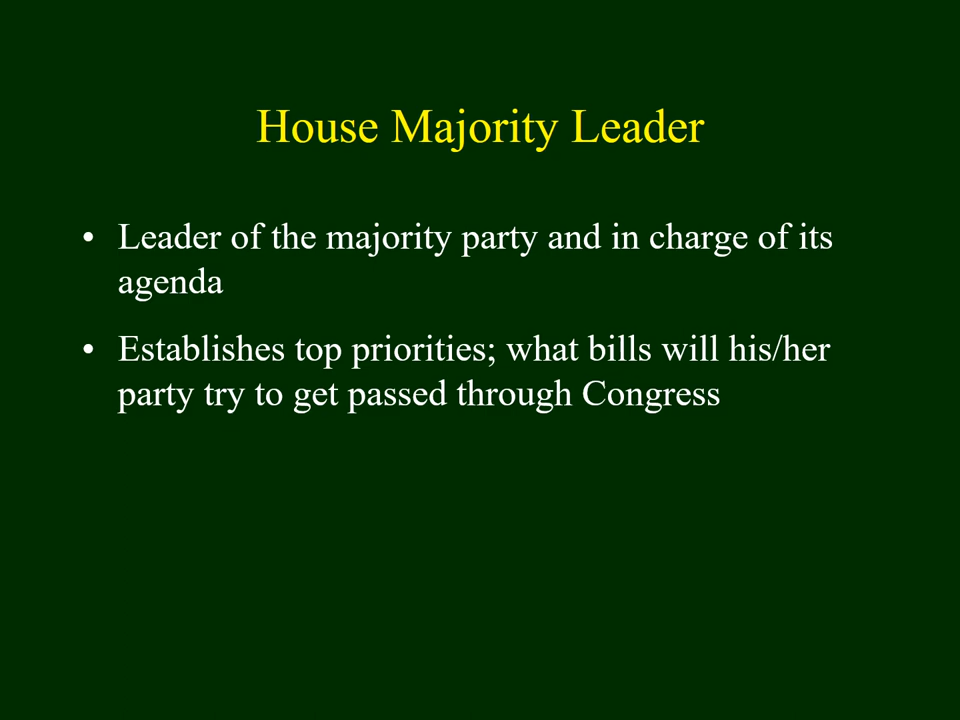 House Majority Leader
• Leader of the majority party and in charge of its
agenda
• Establishes top priorities; what bills will his/her
party try to get passed through Congress